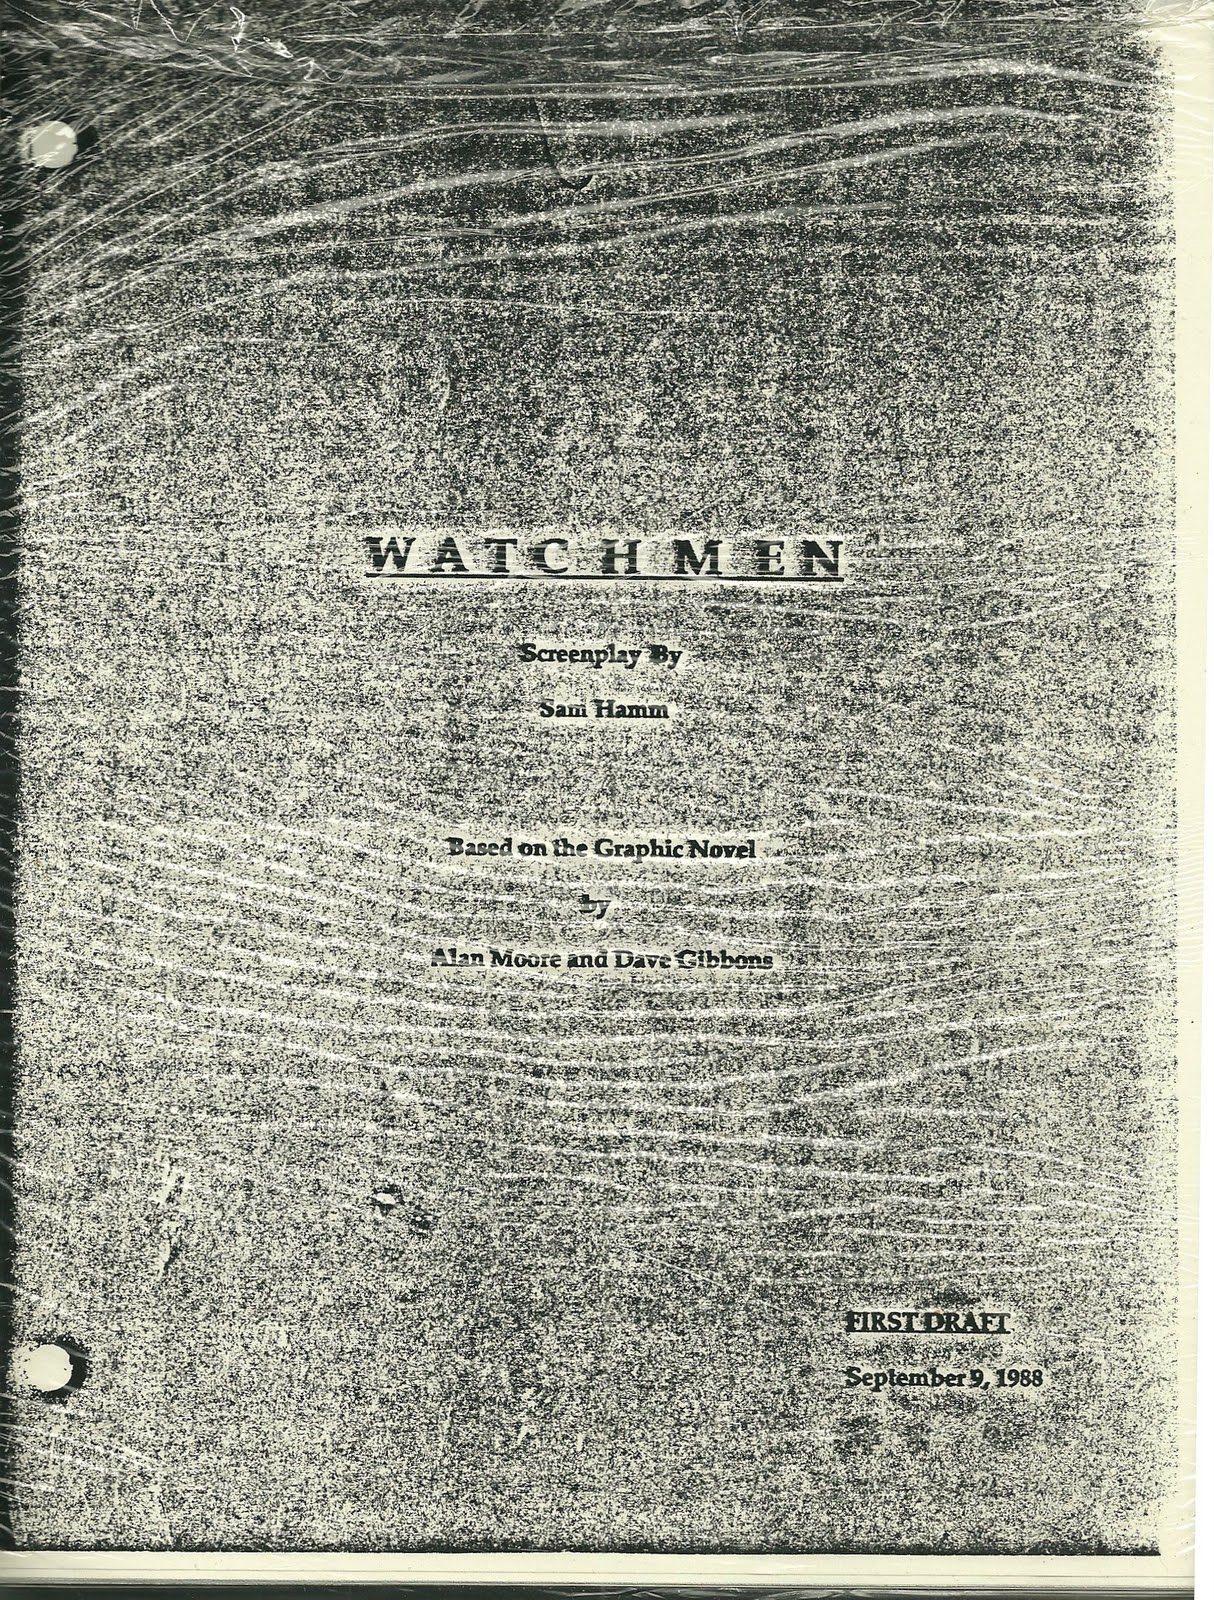 WATCHMEN
Screenplay By
Sam Hamm
Based on the Graphic Novel
by
Alan Moore and Dave Gibbons
FIRST DRAFT
September 9, 1988